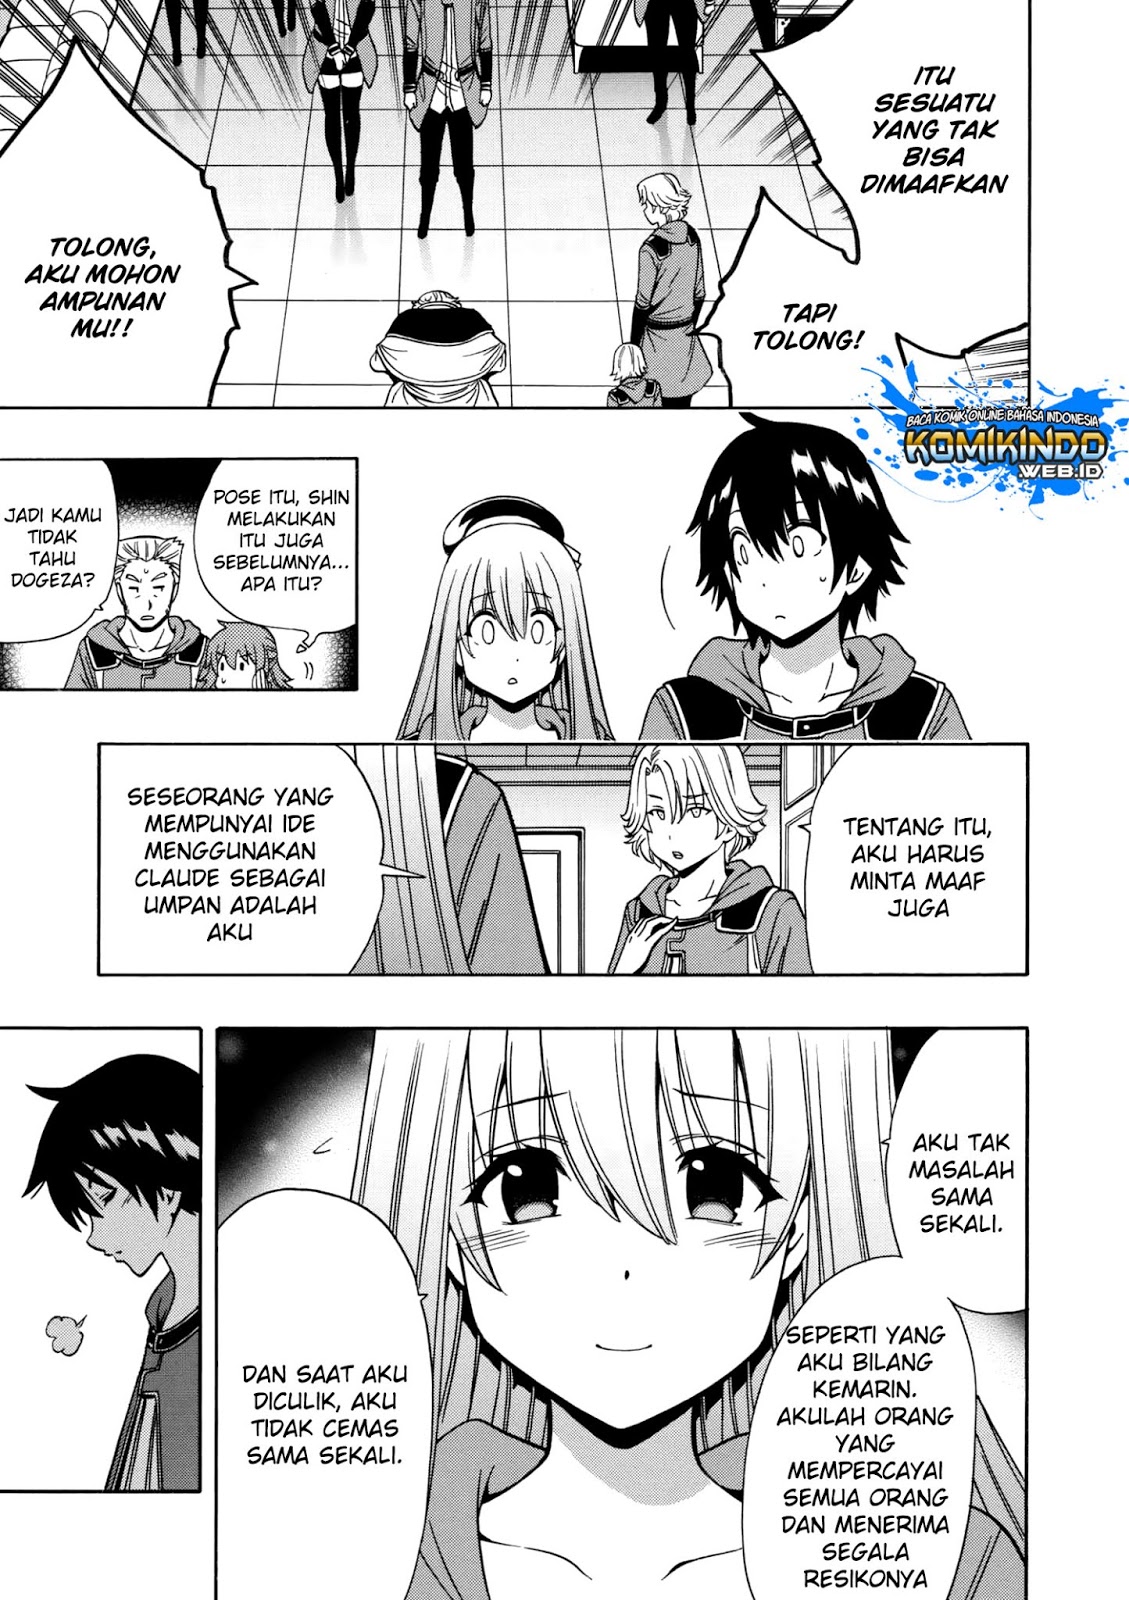 ITU
SESUATU
YANG TAK
BISA
DIMAAFKAN
TAPI
TOLONG!
TOLONG,
AKU MOHON
AMPUNAN
MU!!
BACA KOMIK ONLINE BAHASA INDONESIA
KOMIKINDO
.WEB.ID
POSE ITU, SHIN
MELAKUKAN
ITU JUGA
SEBELUMNYA...
APA ITU?
JADI KAMU
TIDAK
TAHU
DOGEZA?
TENTANG ITU,
AKU HARUS
MINTA MAAF
JUGA
SESEORANG YANG
MEMPUNYAI IDE
MENGGUNAKAN
CLAUDE SEBAGAI
UMPAN ADALAH
AKU
AKU TAK
MASALAH
SAMA
SEKALI.
SEPERTI YANG
AKU BILANG
KEMARIN.
AKULAH ORANG
YANG
MEMPERCAYAI
SEMUA ORANG
DAN MENERIMA
SEGALA
RESIKONYA
DAN SAAT AKU
DICULIK, AKU
TIDAK CEMAS
SAMA SEKALI.